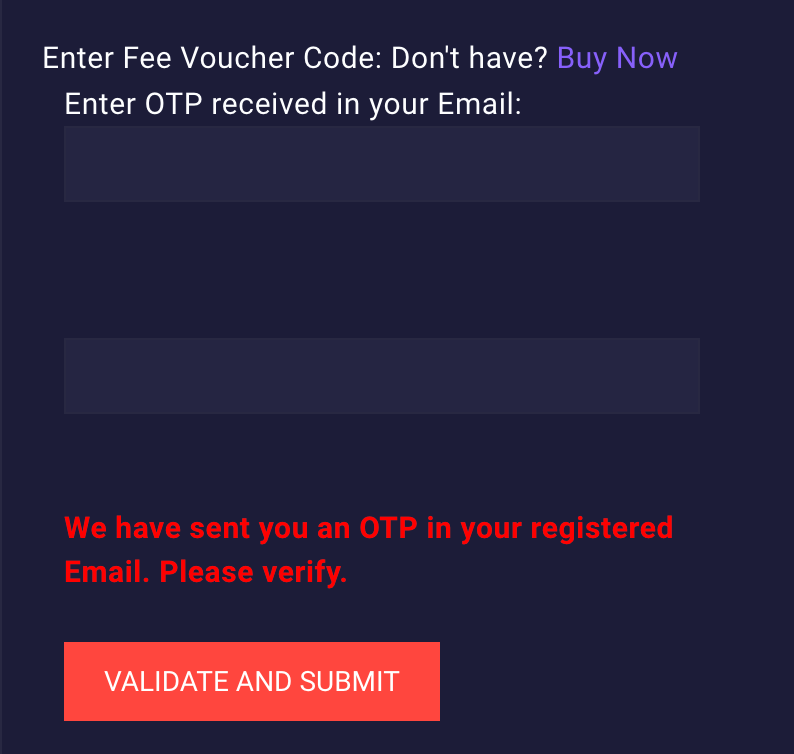 Enter Fee Voucher Code: Don't have? Buy Now
Enter OTP received in your Email:
We have sent you an OTP in your registered
Email. Please verify.
VALIDATE AND SUBMIT